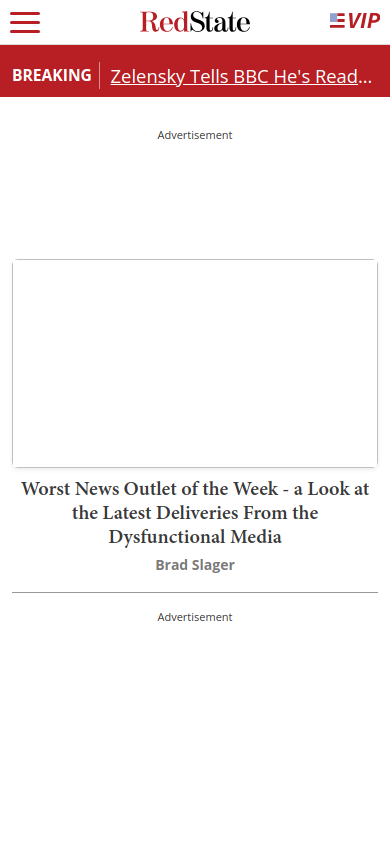 RedState
VIP
BREAKING
Zelensky Tells BBC He's Read...
Advertisement
Worst News Outlet of the Week - a Look at
the Latest Deliveries From the
Dysfunctional Media
Brad Slager
Advertisement